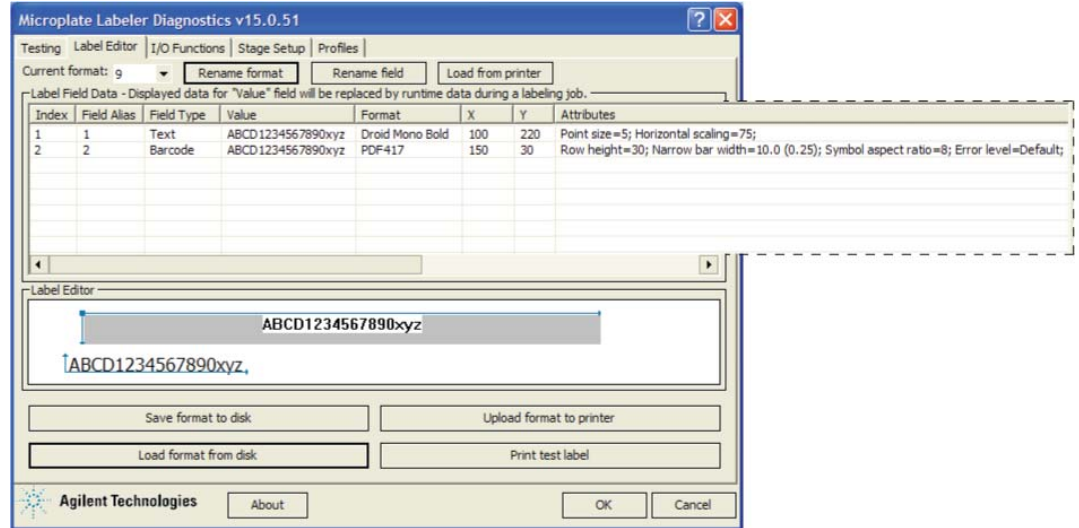 Microplate Labeler Diagnostics v15.0.51
Testing Label Editor I/O Functions Stage Setup Profiles
Current format: 9 Rename format Rename field Load from printer
Label Field Data - Displayed data for "Value" field will be replaced by runtime data during a labeling job.
Index Field Alias Field Type Value Format X Y Attributes
1 1 Text ABCD1234567890xyz Droid Mono Bold 100 220 Point size=5; Horizontal scaling=75;
2 2 Barcode ABCD1234567890xyz PDF417 150 30 Row height=30; Narrow bar width=10.0 (0.25); Symbol aspect ratio=8; Error level=Default;
Label Editor
ABCD1234567890xyz
ABCD1234567890xyz
Save format to disk Upload format to printer
Load format from disk Print test label
Agilent Technologies About OK Cancel